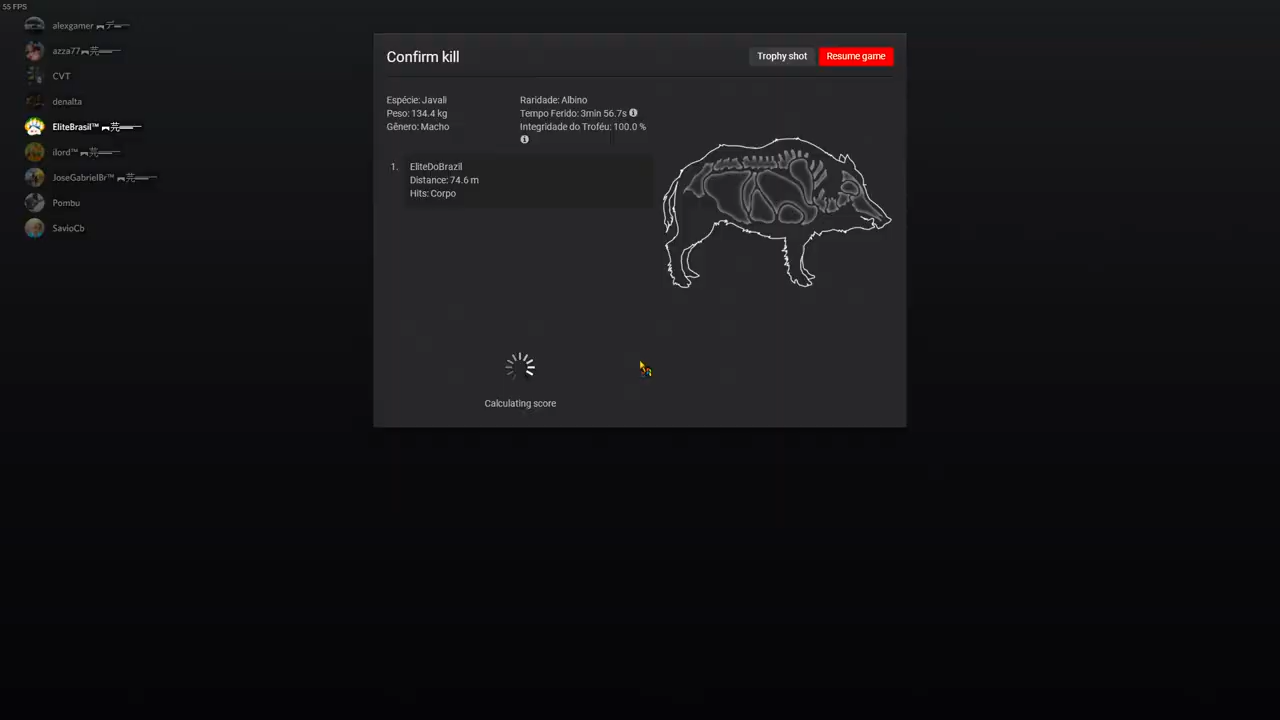 55 FPS
alexgamer
azza77
CVT
denalta
EliteBrasil™
ilord™
JoseGabrielBr™
Pombu
SavioCb
Confirm kill
Trophy shot
Resume game
Espécie: Javali
Peso: 134.4 kg
Gênero: Macho
Raridade: Albino
Tempo Ferido: 3min 56.7s
Integridade do Troféu: 100.0 %
1. EliteDoBrazil
Distance: 74.6 m
Hits: Corpo
Calculating score